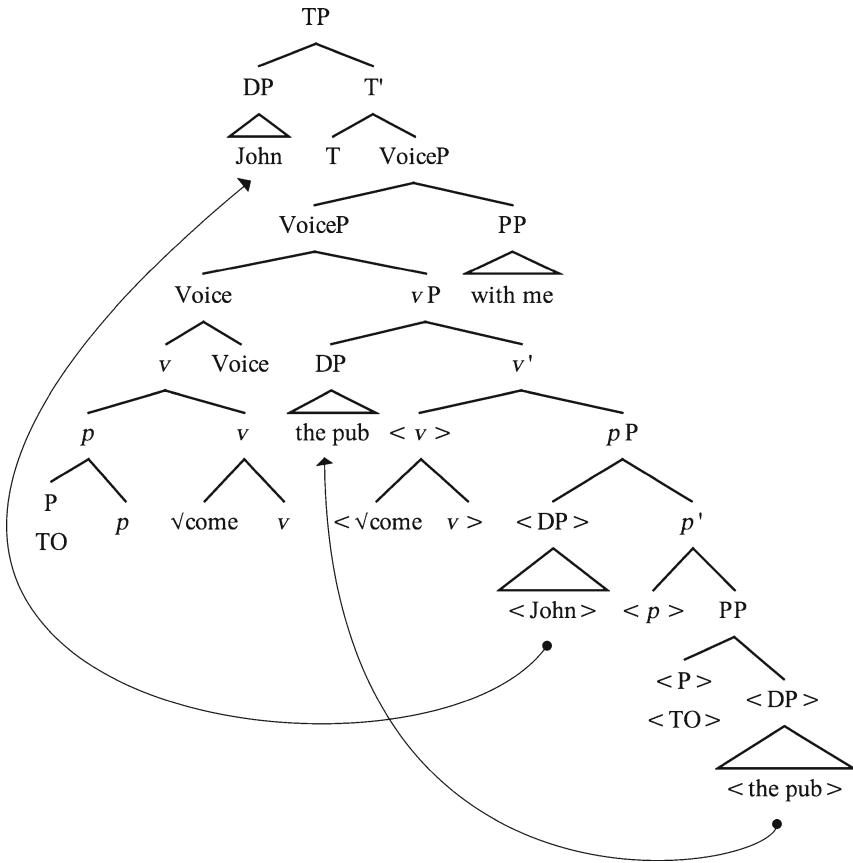 TP
DP T'
John T VoiceP
VoiceP PP
Voice vP with me
v Voice DP v'
p v the pub < v > pP
P p √come v < √come v > < DP > p'
TO
< John > < p > PP
< P > < DP >
< TO >
< the pub >